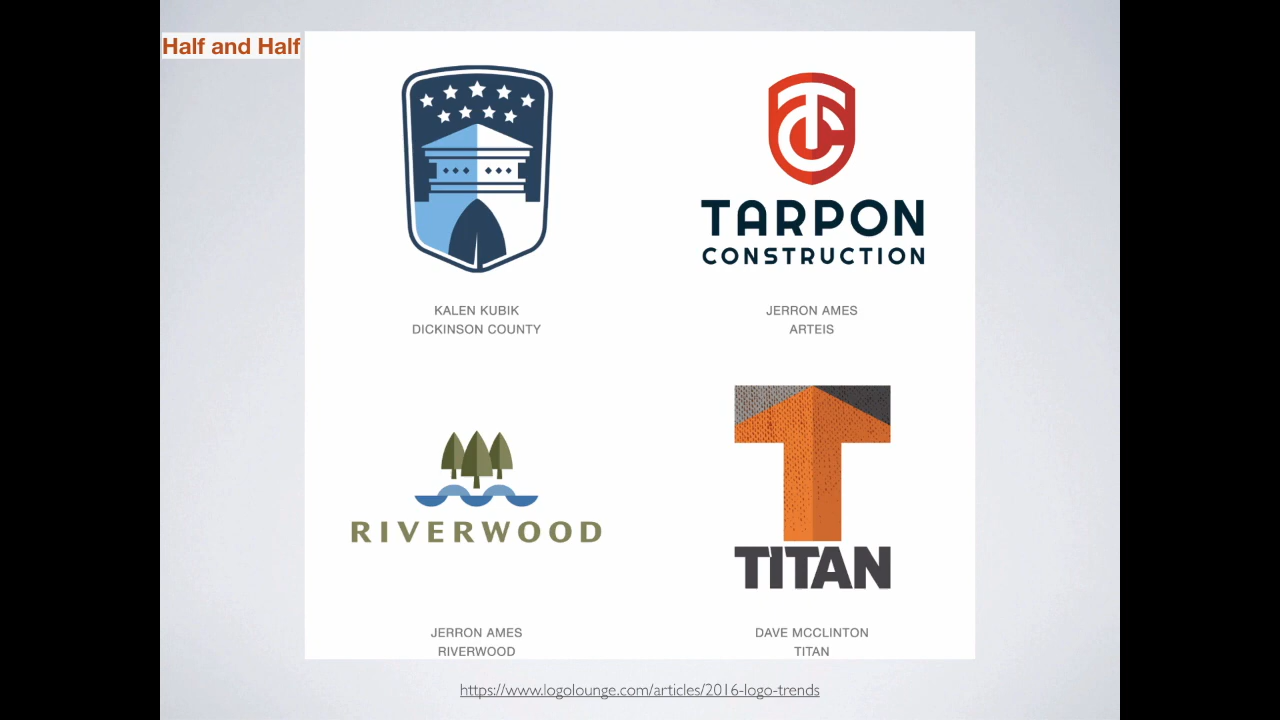 Half and Half
TC
TARPON
CONSTRUCTION
KALEN KUBIK
DICKINSON COUNTY
JERRON AMES
ARTEIS
RIVERWOOD
T
TITAN
JERRON AMES
RIVERWOOD
DAVE MCCLINTON
TITAN
https://www.logolounge.com/articles/2016-logo-trends